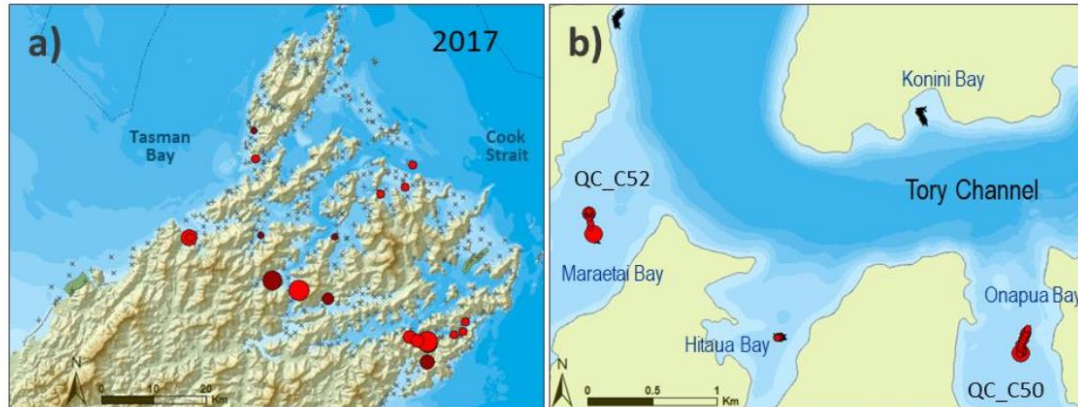 a)
2017
Tasman
Bay
Cook
Strait
N
0
10
20
Km
b)
Konini Bay
QC_C52
Tory Channel
Maraetai Bay
Onapua Bay
Hitaua Bay
N
QC_C50
0
0.5
1
Km